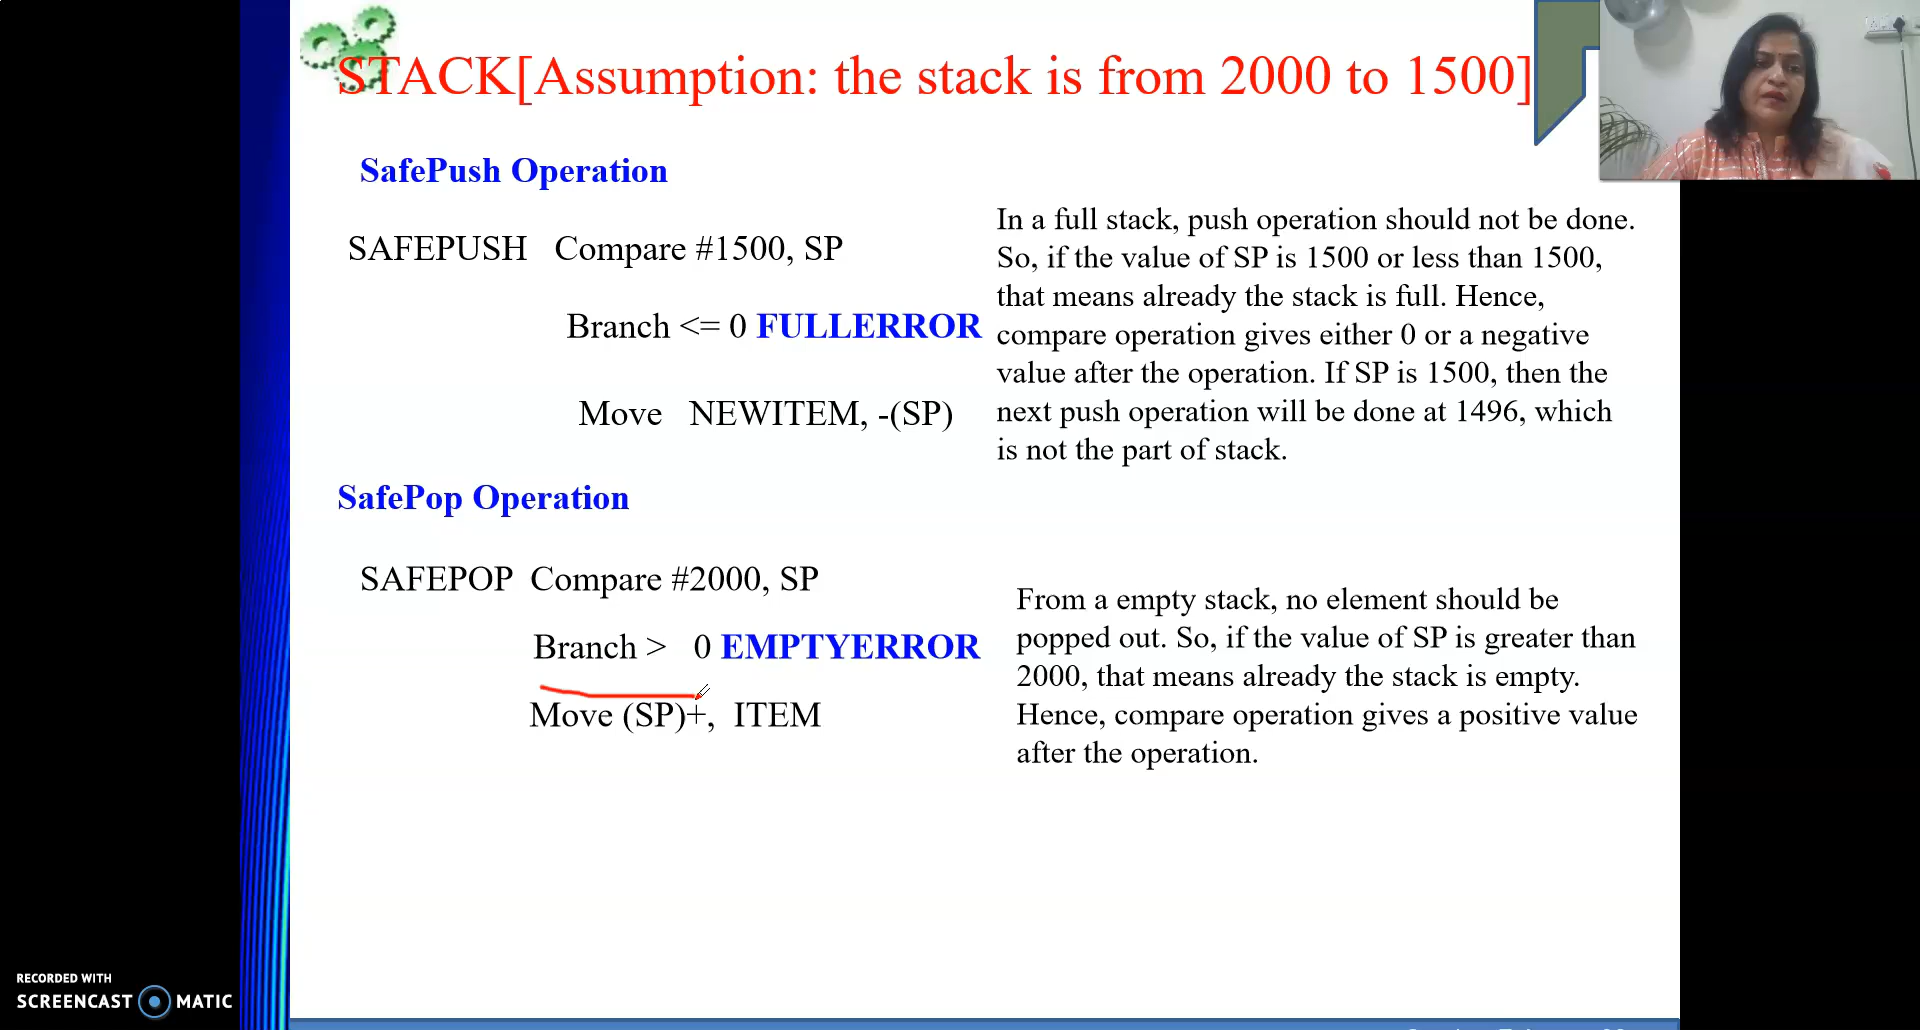 STACK[Assumption: the stack is from 2000 to 1500]
SafePush Operation
SAFEPUSH Compare #1500, SP
Branch <= 0 FULLERROR
Move NEWITEM, -(SP)
In a full stack, push operation should not be done.
So, if the value of SP is 1500 or less than 1500,
that means already the stack is full. Hence,
compare operation gives either 0 or a negative
value after the operation. If SP is 1500, then the
next push operation will be done at 1496, which
is not the part of stack.
SafePop Operation
SAFEPOP Compare #2000, SP
Branch > 0 EMPTYERROR
Move (SP)+, ITEM
From a empty stack, no element should be
popped out. So, if the value of SP is greater than
2000, that means already the stack is empty.
Hence, compare operation gives a positive value
after the operation.
RECORDED WITH
SCREENCAST MATIC